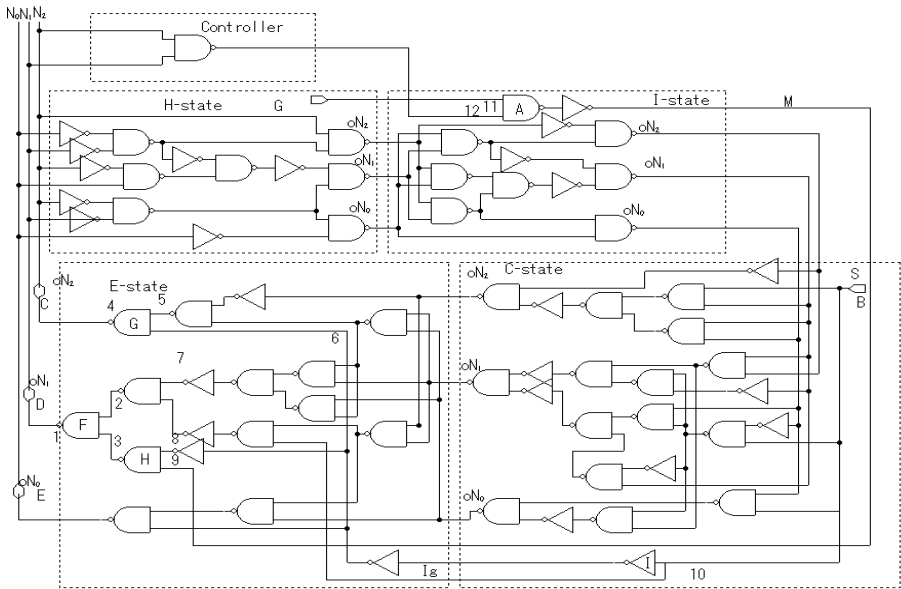 N₀N₁N₂
Controller
H-state
G
12
11
A
I-state
M
oN₂
oN₁
oN₀
oN₂
oN₁
oN₀
oN₂
C
E-state
4
5
G
6
7
oN₁
D
1
F
2
3
8
9
H
oN₀
E
Ig
C-state
oN₂
S
B
oN₁
oN₀
I
10